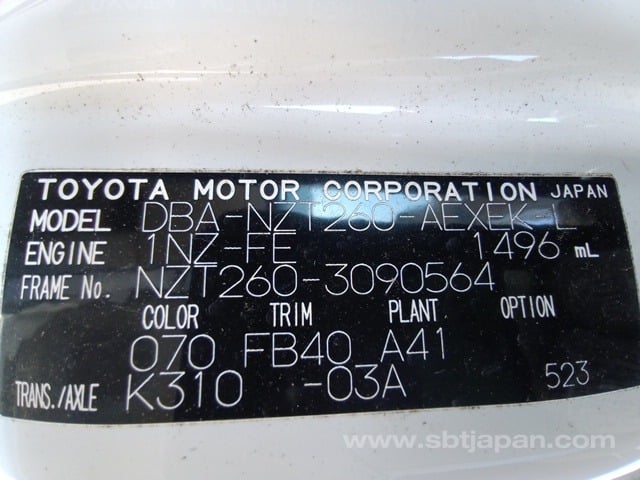 TOYOTA MOTOR CORPORATION JAPAN
MODEL DBA-NZT260-AEXEK-L
ENGINE 1NZ-FE 1496 mL
FRAME No. NZT260-3090564
COLOR TRIM PLANT OPTION
070 FB40 A41
TRANS./AXLE K310 -03A 523
www.sbtjapan.com